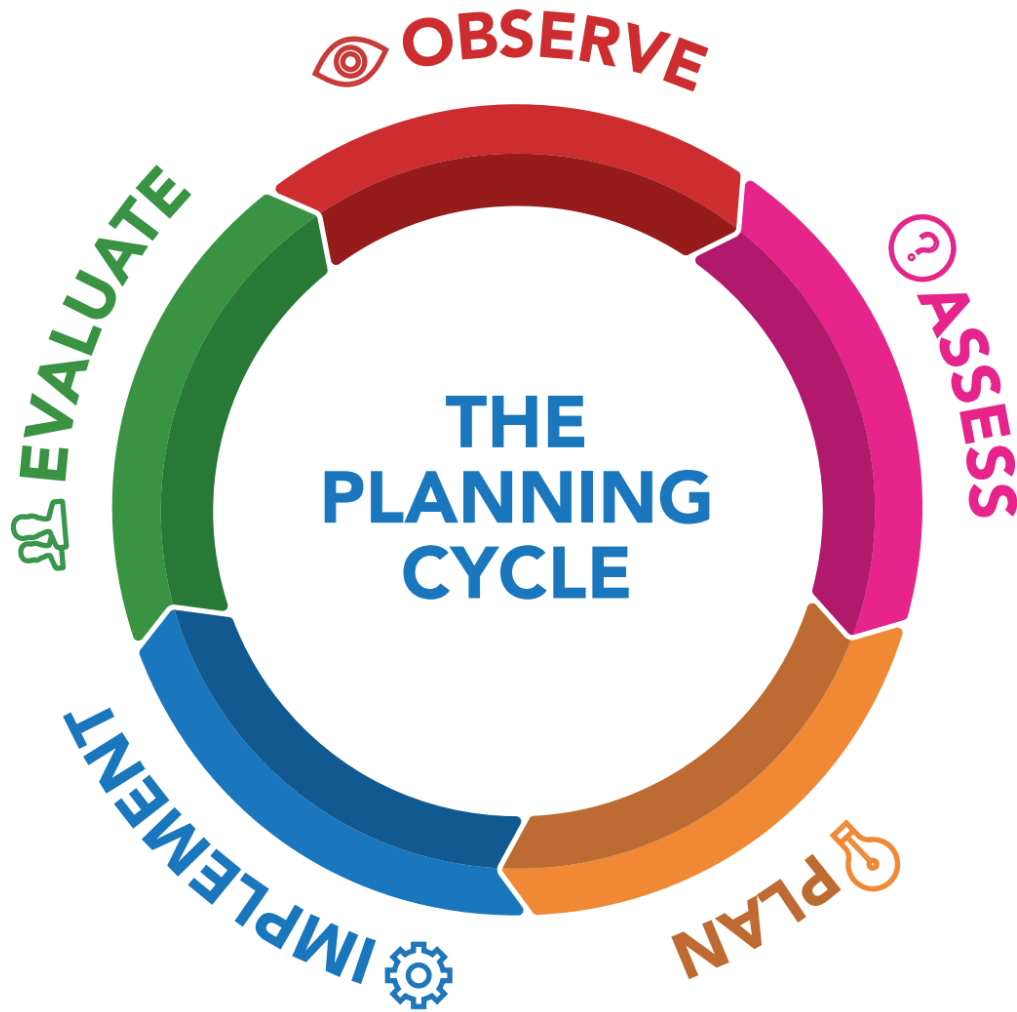 OBSERVE
ASSESS
PLAN
IMPLEMENT
EVALUATE
THE
PLANNING
CYCLE